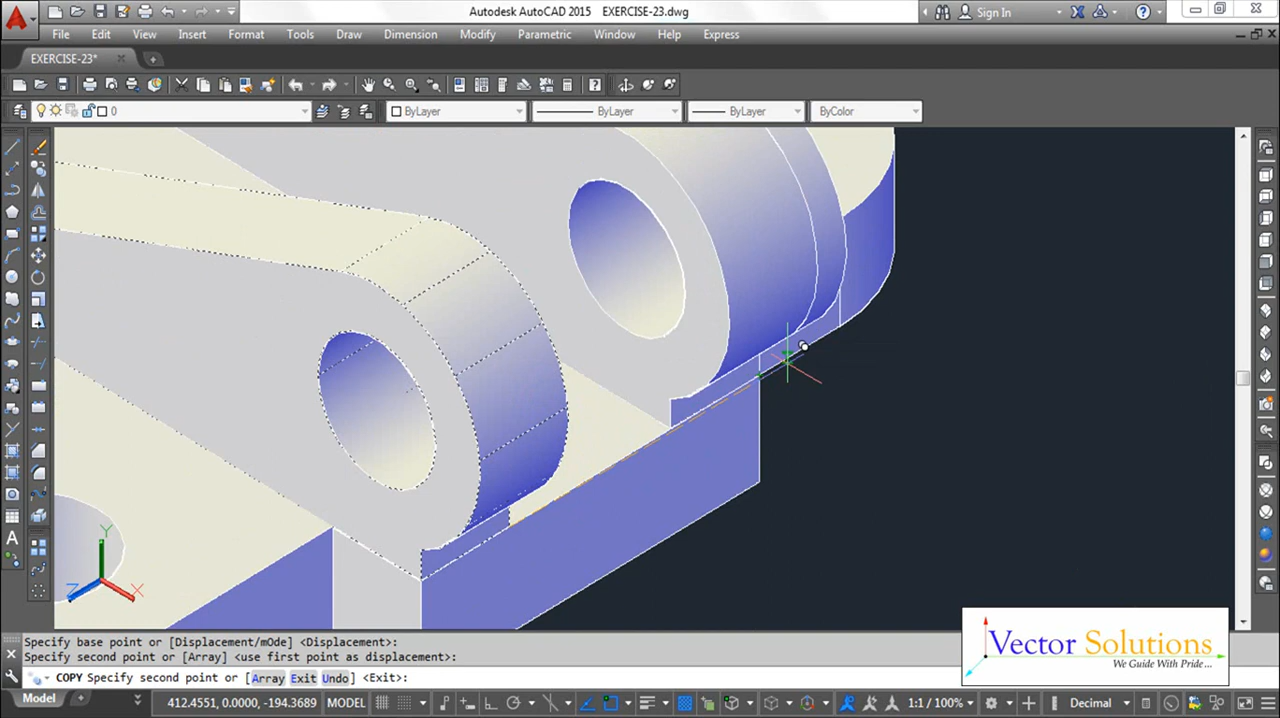 Autodesk AutoCAD 2015 EXERCISE-23.dwg
Sign In
File Edit View Insert Format Tools Draw Dimension Modify Parametric Window Help Express
EXERCISE-23*
0 ByLayer ByLayer ByLayer ByColor
A
Y
Z X
Specify base point or [Displacement/mOde] <Displacement>:
Specify second point or [Array] <use first point as displacement>:
COPY Specify second point or [Array Exit Undo] <Exit>:
Vector Solutions
We Guide With Pride...
Model 412.4551, 0.0000, -194.3689 MODEL 1:1 / 100% Decimal